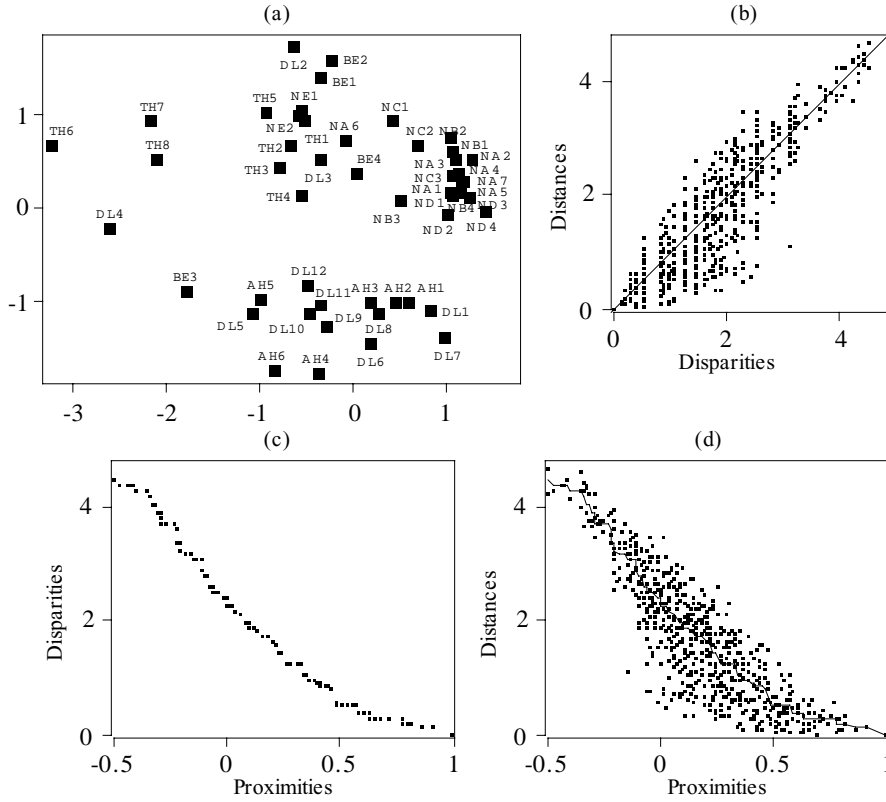 (a)
(b)
DL2
BE2
BE1
TH7
TH5
NE1
NC1
TH6
TH8
NE2
NA6
NC2
NB2
TH1
NB1
TH2
NA2
TH3
DL3
BE4
NA3
NA4
NC3
NA7
TH4
NA1
NA5
NB3
ND1
NB4
ND3
DL4
ND2
ND4
BE3
AH5
DL12
AH3
AH2
AH1
DL11
DL1
DL5
DL10
DL9
DL8
AH6
AH4
DL6
DL7
1
0
-1
-3
-2
-1
0
1
Distances
4
2
0
0
2
4
Disparities
(c)
(d)
Disparities
4
2
0
-0.5
0
0.5
1
Proximities
Distances
4
2
0
-0.5
0
0.5
1
Proximities